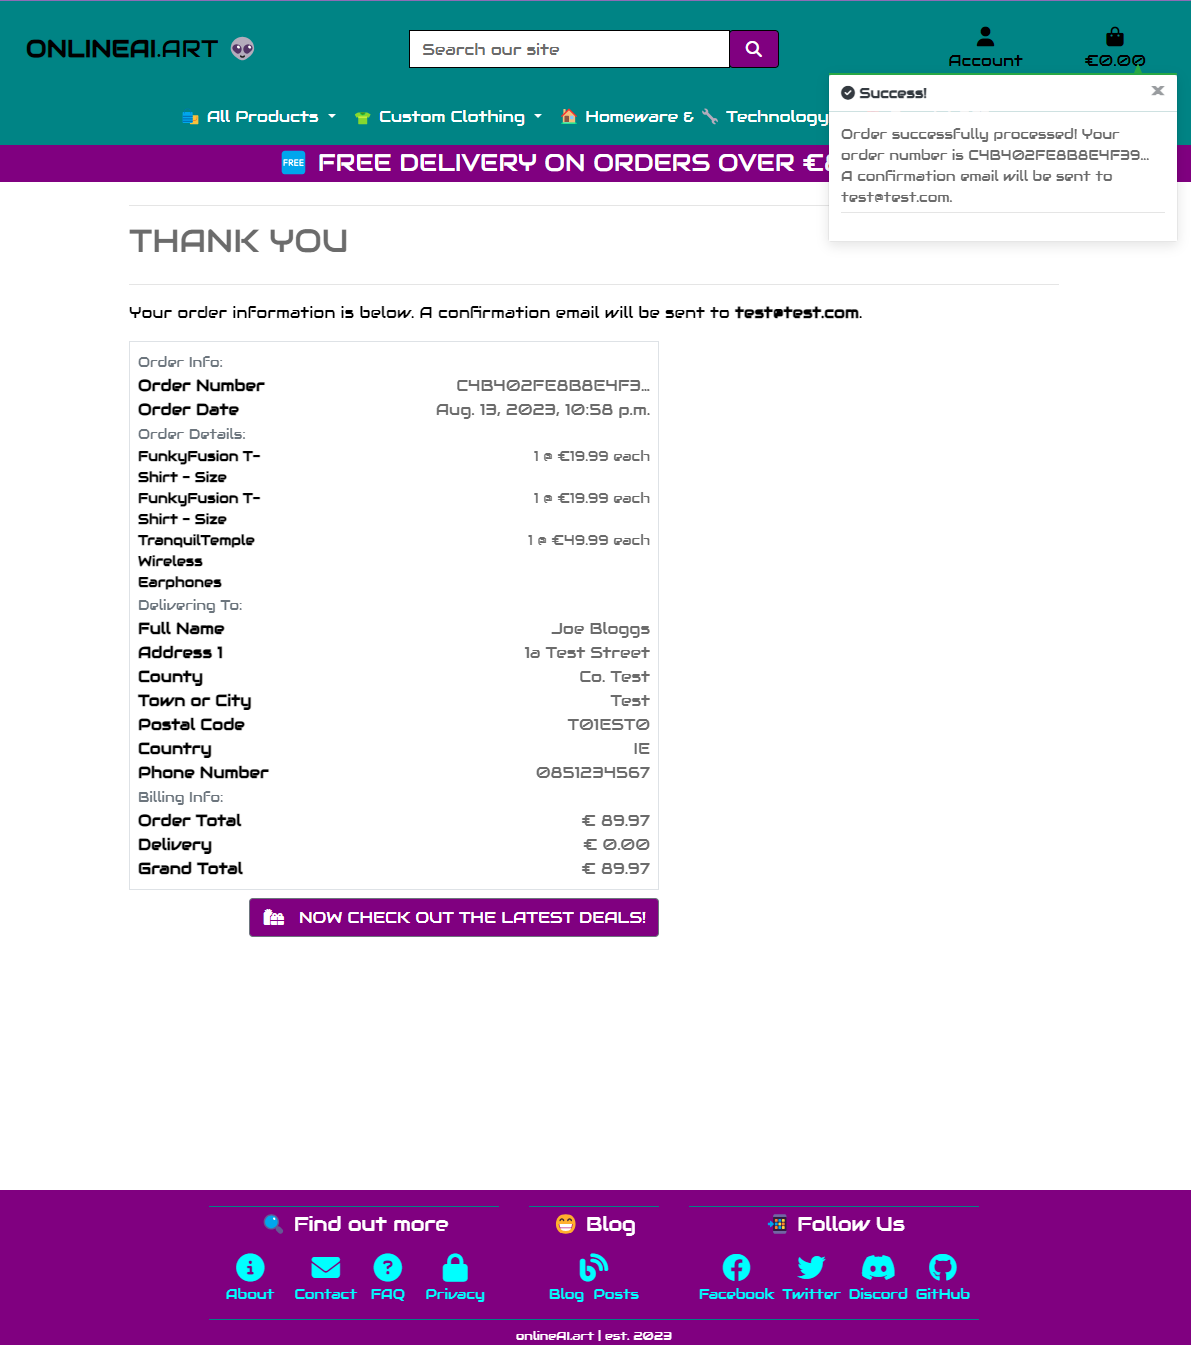 ONLINEAI.ART
Search our site
Account
€0.00
All Products
Custom Clothing
Homeware &
Technology
FREE DELIVERY ON ORDERS OVER
Success!
Order successfully processed! Your
order number is C4B402FE8B8E4F39...
A confirmation email will be sent to
test@test.com.
THANK YOU
Your order information is below. A confirmation email will be sent to test@test.com.
Order Info:
Order Number C4B402FE8B8E4F3...
Order Date Aug. 13, 2023, 10:58 p.m.
Order Details:
FunkyFusion T- 1 @ €19.99 each
Shirt - Size
FunkyFusion T- 1 @ €19.99 each
Shirt - Size
TranquilTemple 1 @ €49.99 each
Wireless
Earphones
Delivering To:
Full Name Joe Bloggs
Address 1 1a Test Street
County Co. Test
Town or City Test
Postal Code T01EST0
Country IE
Phone Number 0851234567
Billing Info:
Order Total € 89.97
Delivery € 0.00
Grand Total € 89.97
NOW CHECK OUT THE LATEST DEALS!
Find out more
Blog
Follow Us
About Contact FAQ Privacy
Blog Posts
Facebook Twitter Discord GitHub
onlineAI.art | est. 2023